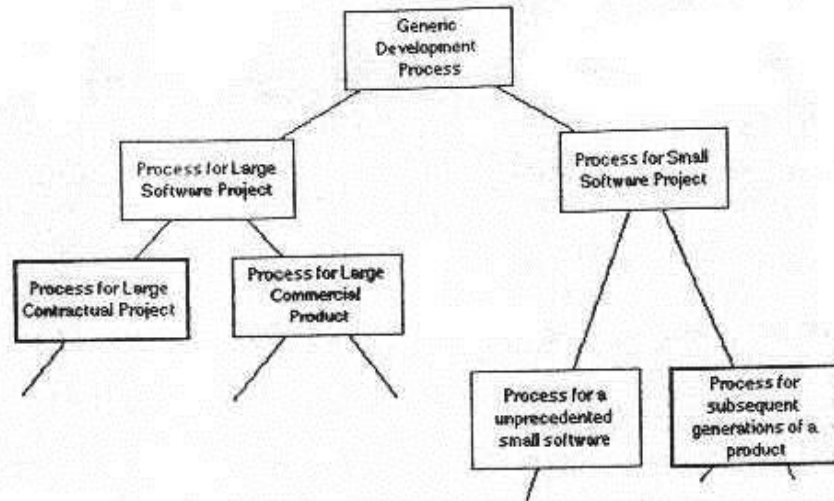 Generic
Development
Process
Process for Large
Software Project
Process for Small
Software Project
Process for Large
Contractual Project
Process for Large
Commercial
Product
Process for a
unprecedented
small software
Process for
subsequent
generations of a
product